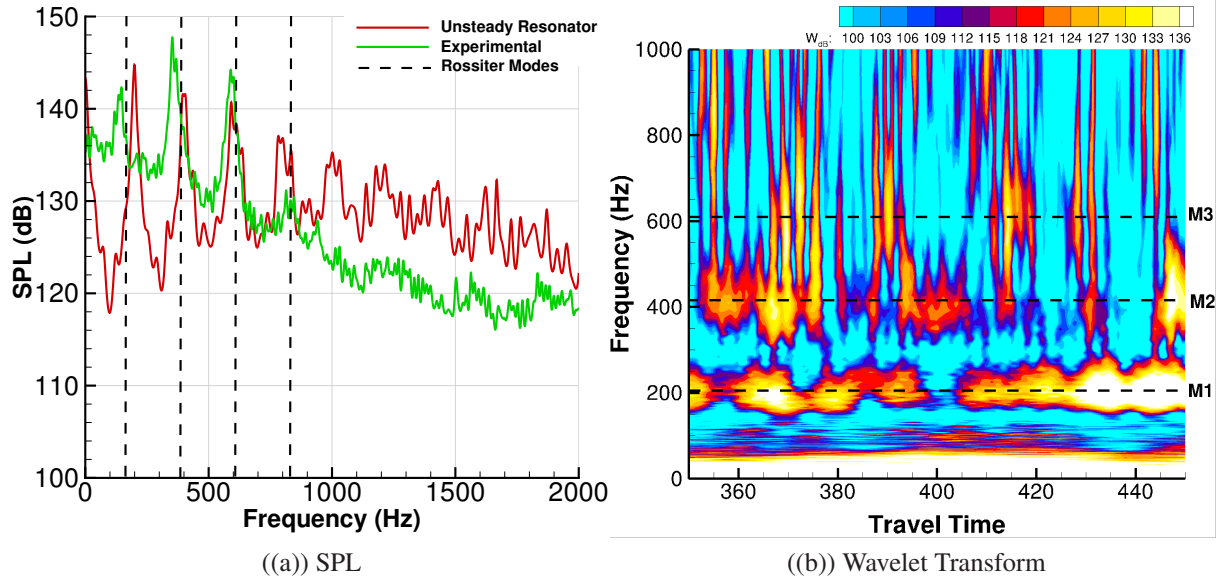 150
140
130
120
110
100
SPL (dB)
Unsteady Resonator
Experimental
Rossiter Modes
0 500 1000 1500 2000
Frequency (Hz)
((a)) SPL
WdB: 100 103 106 109 112 115 118 121 124 127 130 133 136
1000
800
600
400
200
0
Frequency (Hz)
M3
M2
M1
360 380 400 420 440
Travel Time
((b)) Wavelet Transform